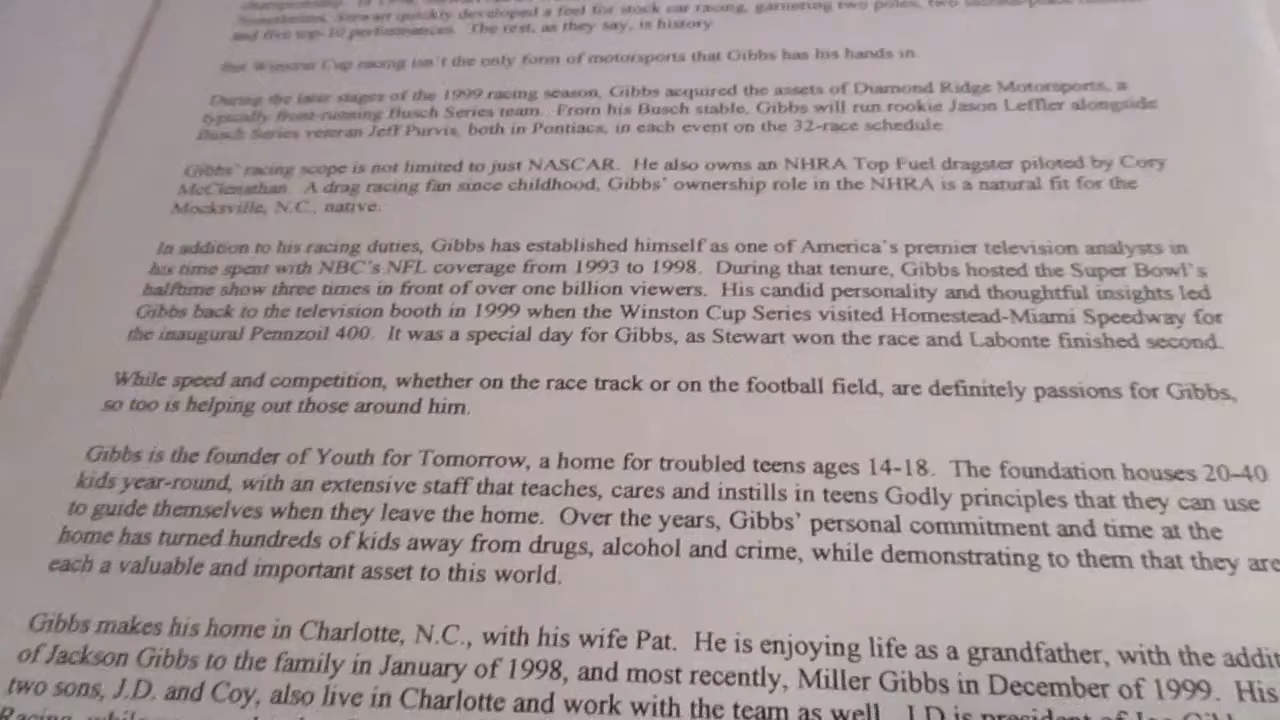 Sometimes, Stewart quickly developed a feel for stock car racing, garnering two poles, two
and five top-10 performances. The rest, as they say, is history
But Winston Cup racing isn't the only form of motorsports that Gibbs has his hands in.
During the later stages of the 1999 racing season, Gibbs acquired the assets of Diamond Ridge Motorsports, a
typically front-running Busch Series team. From his Busch stable, Gibbs will run rookie Jason Leffler alongside
Busch Series veteran Jeff Purvis, both in Pontiacs, in each event on the 32-race schedule
Gibbs' racing scope is not limited to just NASCAR. He also owns an NHRA Top Fuel dragster piloted by Cory
McClenathan. A drag racing fan since childhood, Gibbs' ownership role in the NHRA is a natural fit for the
Mocksville, N.C., native.
In addition to his racing duties, Gibbs has established himself as one of America's premier television analysts in
his time spent with NBC's NFL coverage from 1993 to 1998. During that tenure, Gibbs hosted the Super Bowl's
halftime show three times in front of over one billion viewers. His candid personality and thoughtful insights led
Gibbs back to the television booth in 1999 when the Winston Cup Series visited Homestead-Miami Speedway for
the inaugural Pennzoil 400. It was a special day for Gibbs, as Stewart won the race and Labonte finished second.
While speed and competition, whether on the race track or on the football field, are definitely passions for Gibbs,
so too is helping out those around him.
Gibbs is the founder of Youth for Tomorrow, a home for troubled teens ages 14-18. The foundation houses 20-40
kids year-round, with an extensive staff that teaches, cares and instills in teens Godly principles that they can use
to guide themselves when they leave the home. Over the years, Gibbs' personal commitment and time at the
home has turned hundreds of kids away from drugs, alcohol and crime, while demonstrating to them that they are
each a valuable and important asset to this world.
Gibbs makes his home in Charlotte, N.C., with his wife Pat. He is enjoying life as a grandfather, with the addit
of Jackson Gibbs to the family in January of 1998, and most recently, Miller Gibbs in December of 1999. His
two sons, J.D. and Coy, also live in Charlotte and work with the team as well. J.D is president of Joe